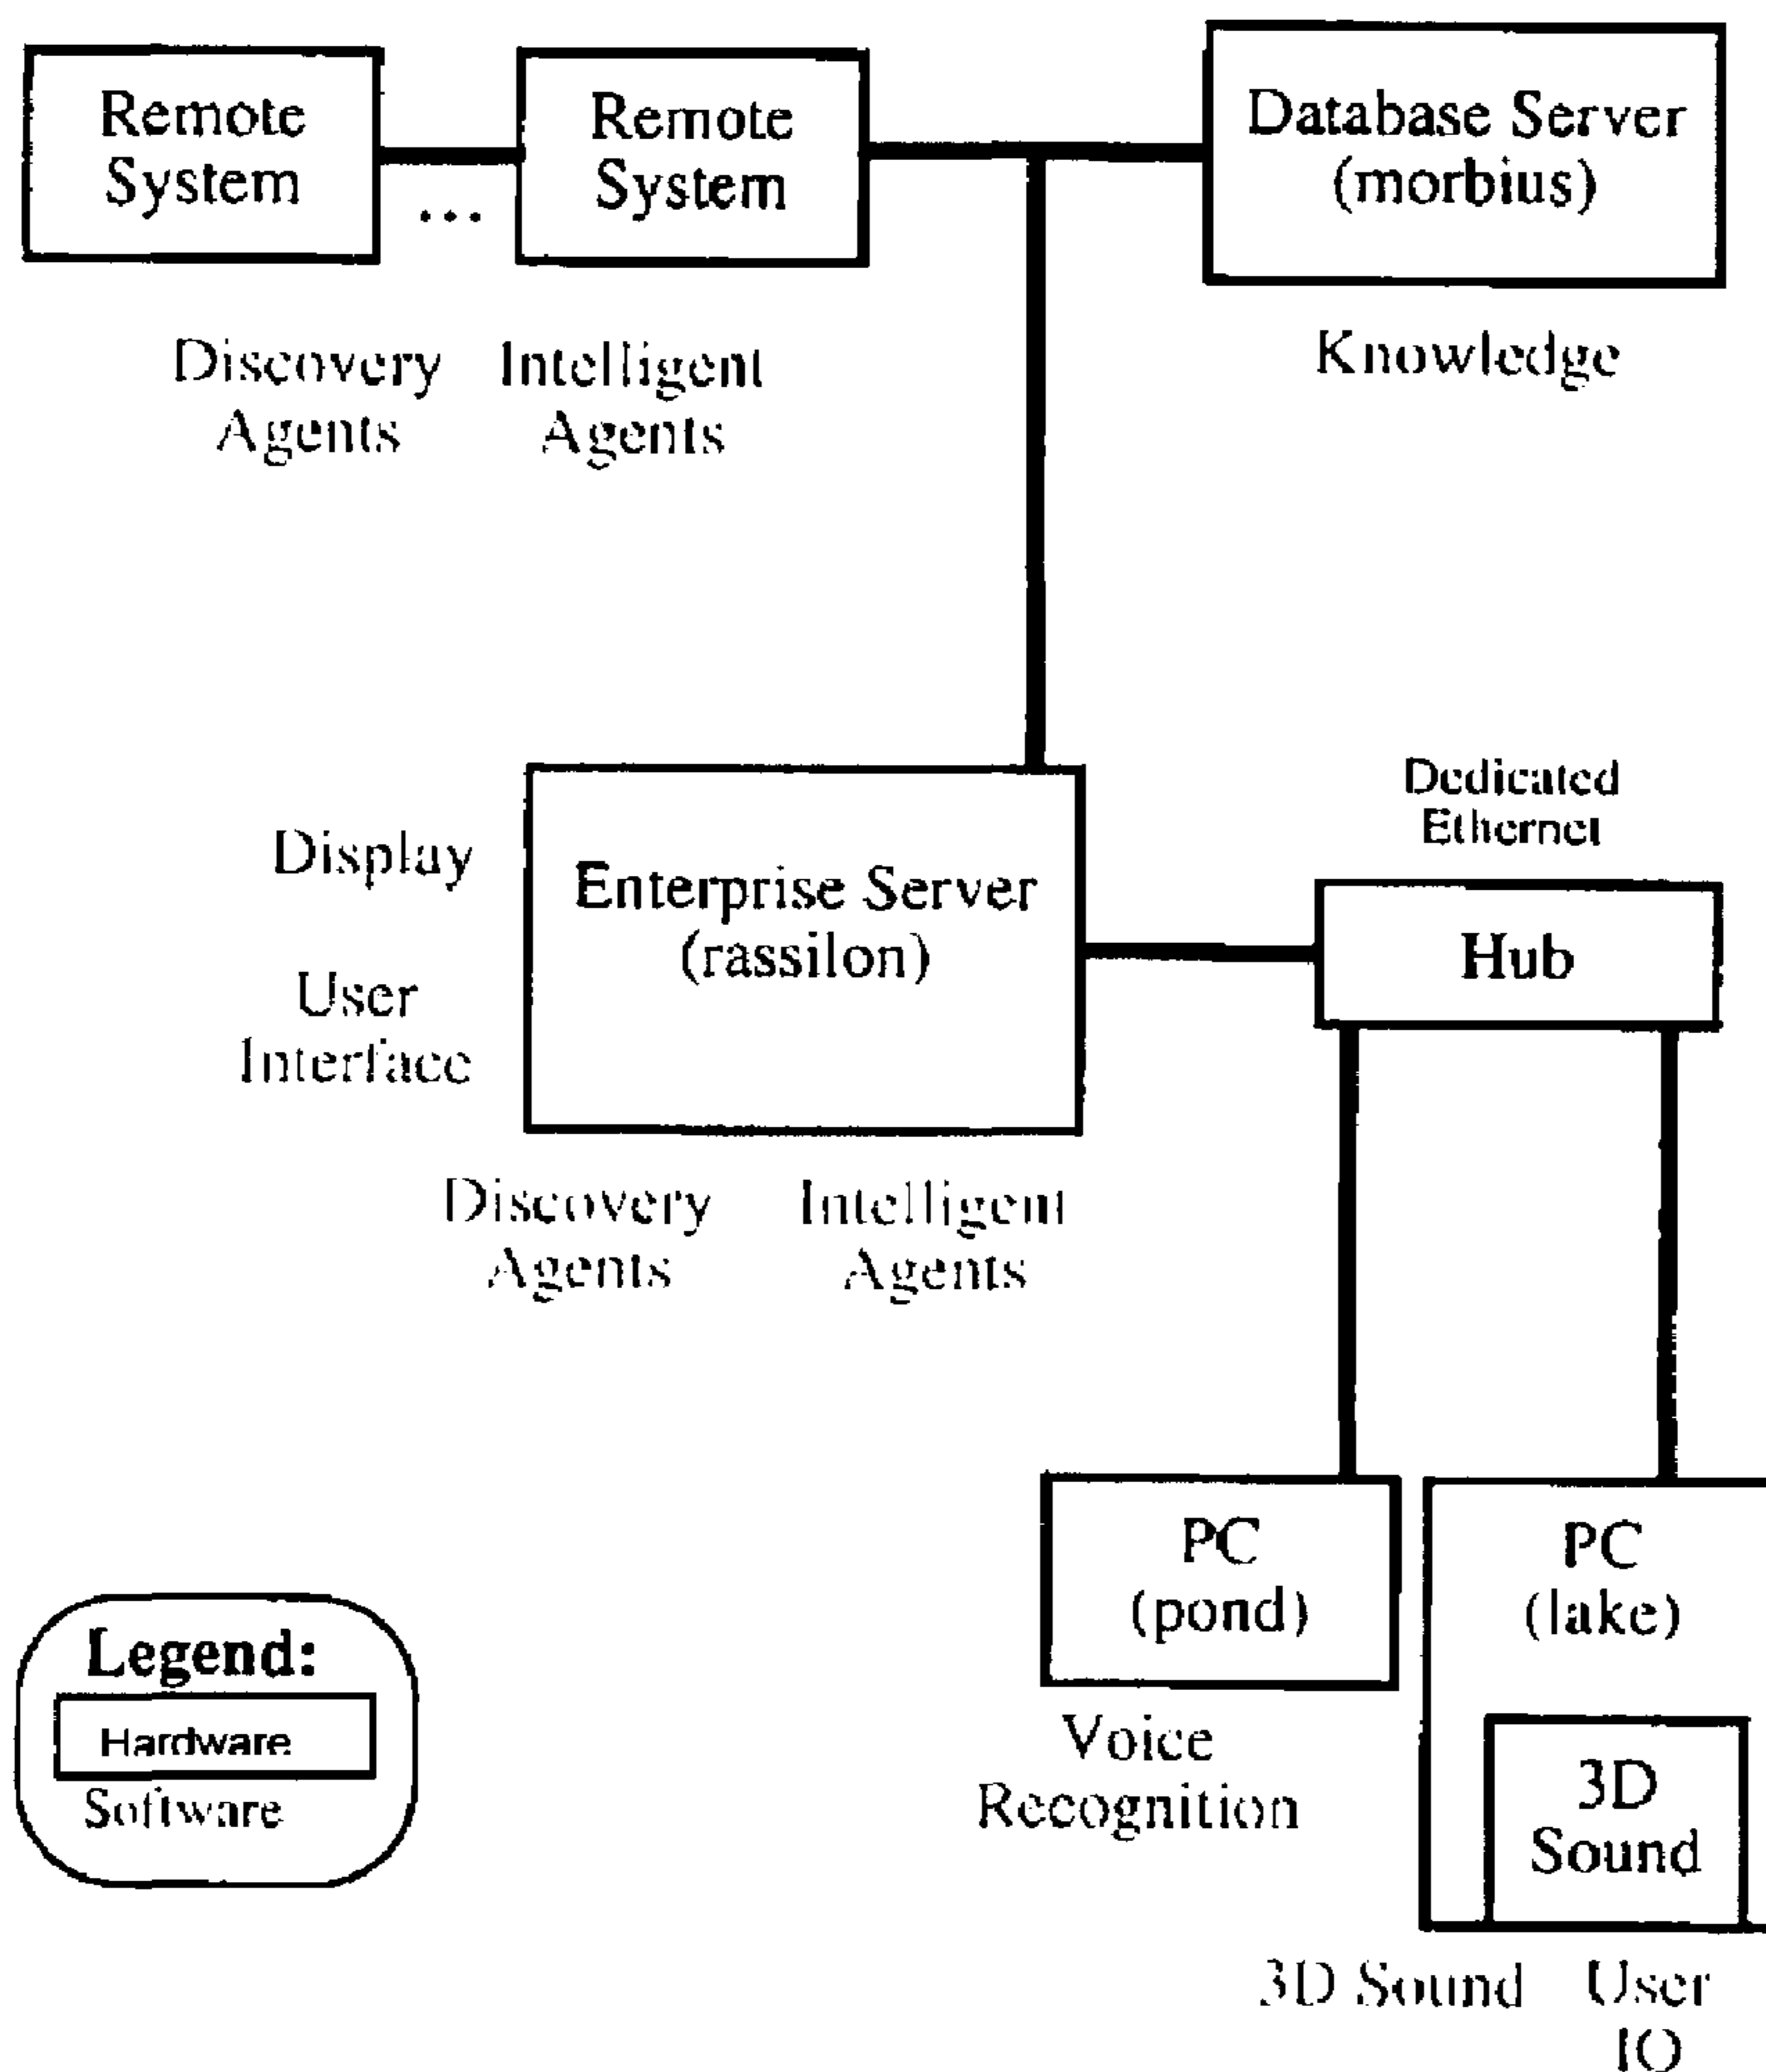 Remote
System
...
Remote
System
Database Server
(morbius)
Discovery
Agents
Intelligent
Agents
Knowledge
Display
User
Interface
Enterprise Server
(rassilon)
Dedicated
Ethernet
Hub
Discovery
Agents
Intelligent
Agents
PC
(pond)
Voice
Recognition
PC
(lake)
3D
Sound
3D Sound
User
IO
Legend:
Hardware
Software